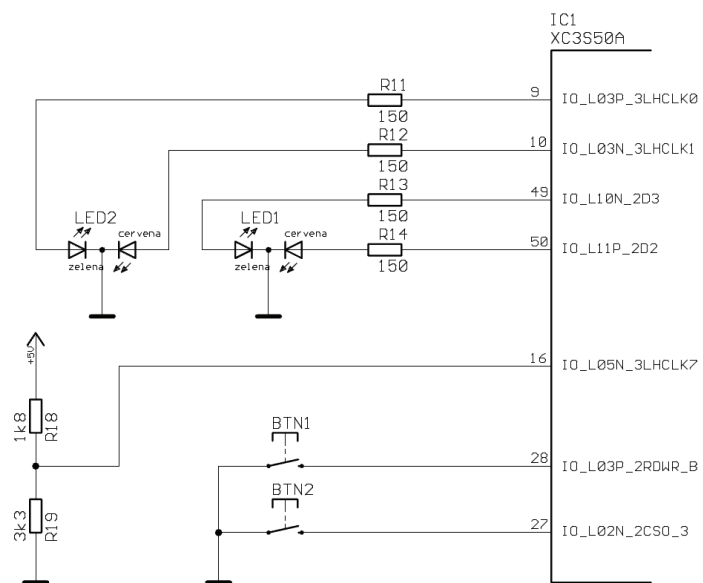 IC1
XC3S50A
R11
9
IO_L03P_3LHCLK0
150
R12
10
IO_L03N_3LHCLK1
150
R13
49
IO_L10N_2D3
150
LED2
cervena
LED1
cervena
R14
50
IO_L11P_2D2
zelena
zelena
150
+5V
16
IO_L05N_3LHCLK7
1k8
R18
BTN1
28
IO_L03P_2RDWR_B
BTN2
3k3
R19
27
IO_L02N_2CSO_3